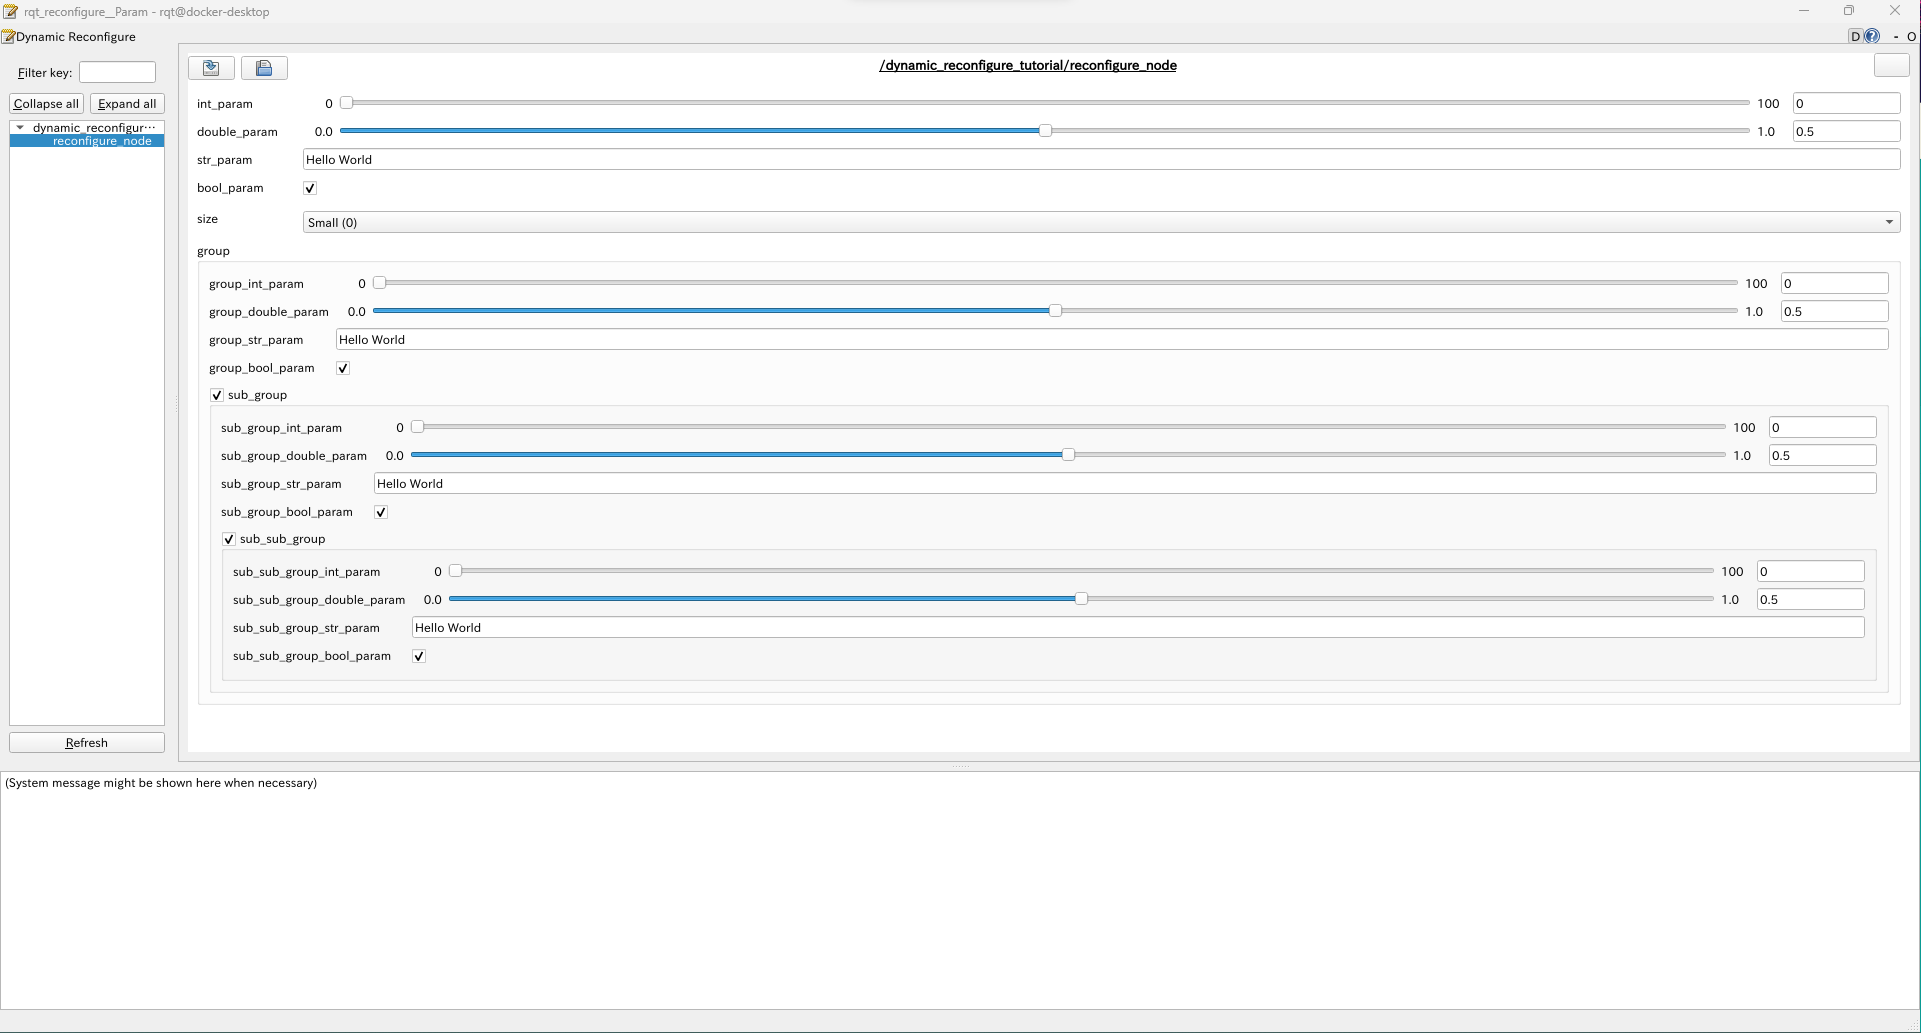 rqt_reconfigure__Param - rqt@docker-desktop
Dynamic Reconfigure
D ? - O
Filter key:
Collapse all Expand all
dynamic_reconfigur···
reconfigure_node
Refresh
/dynamic_reconfigure_tutorial/reconfigure_node
int_param 0 100 0
double_param 0.0 1.0 0.5
str_param Hello World
bool_param
size Small (0)
group
group_int_param 0 100 0
group_double_param 0.0 1.0 0.5
group_str_param Hello World
group_bool_param
sub_group
sub_group_int_param 0 100 0
sub_group_double_param 0.0 1.0 0.5
sub_group_str_param Hello World
sub_group_bool_param
sub_sub_group
sub_sub_group_int_param 0 100 0
sub_sub_group_double_param 0.0 1.0 0.5
sub_sub_group_str_param Hello World
sub_sub_group_bool_param
(System message might be shown here when necessary)